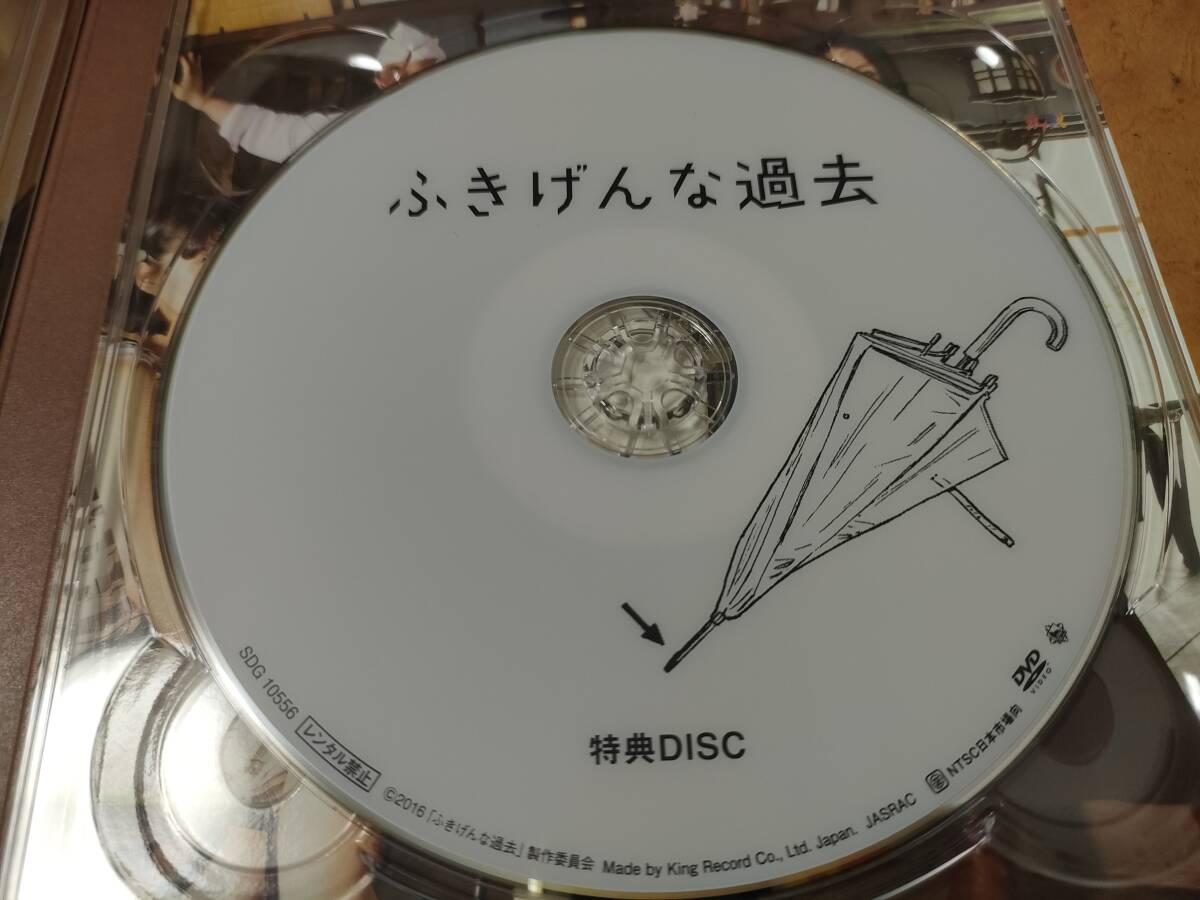 ふきげんな過去
特典DISC
SDG 10556 レンタル禁止 ©2016「ふきげんな過去」製作委員会 Made by King Record Co., Ltd. Japan. JASRAC NTSC日本市場向
DVD
VIDEO